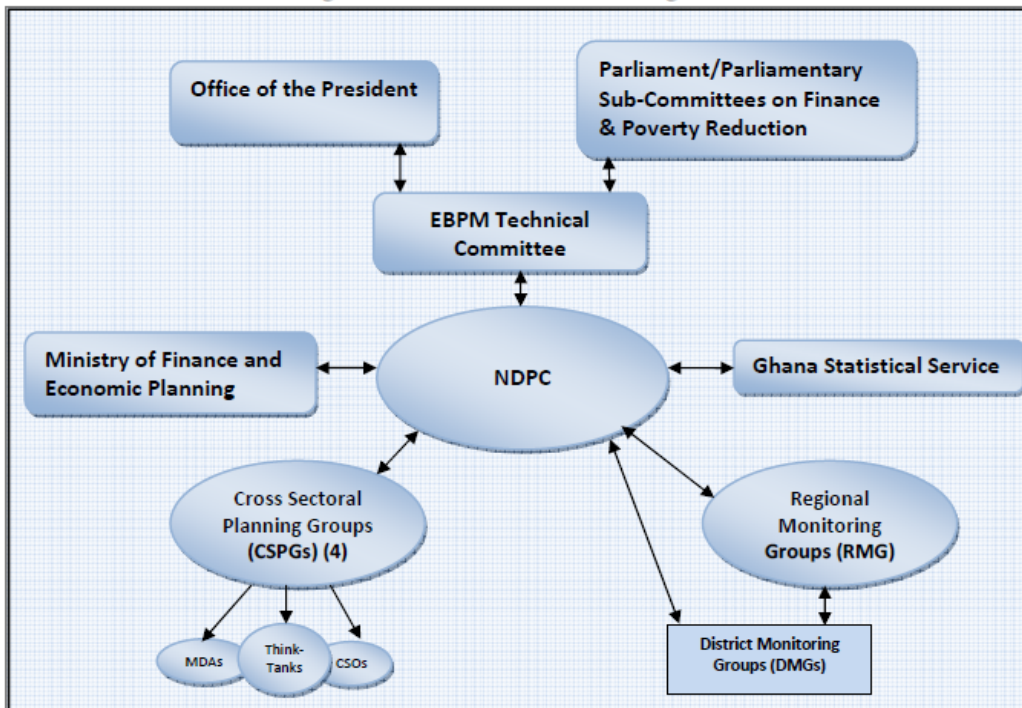 Office of the President
Parliament/Parliamentary
Sub-Committees on Finance
& Poverty Reduction
EBPM Technical
Committee
Ministry of Finance and
Economic Planning
NDPC
Ghana Statistical Service
Cross Sectoral
Planning Groups
(CSPGs) (4)
Regional
Monitoring
Groups (RMG)
MDAs
Think-
Tanks
CSOs
District Monitoring
Groups (DMGs)